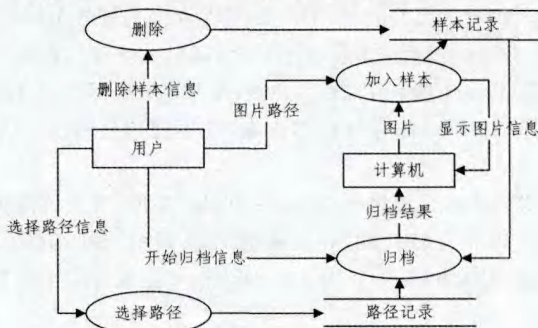 删除
样本记录
删除样本信息
图片路径
加入样本
图片
显示图片信息
用户
计算机
选择路径信息
归档结果
开始归档信息
归档
选择路径
路径记录